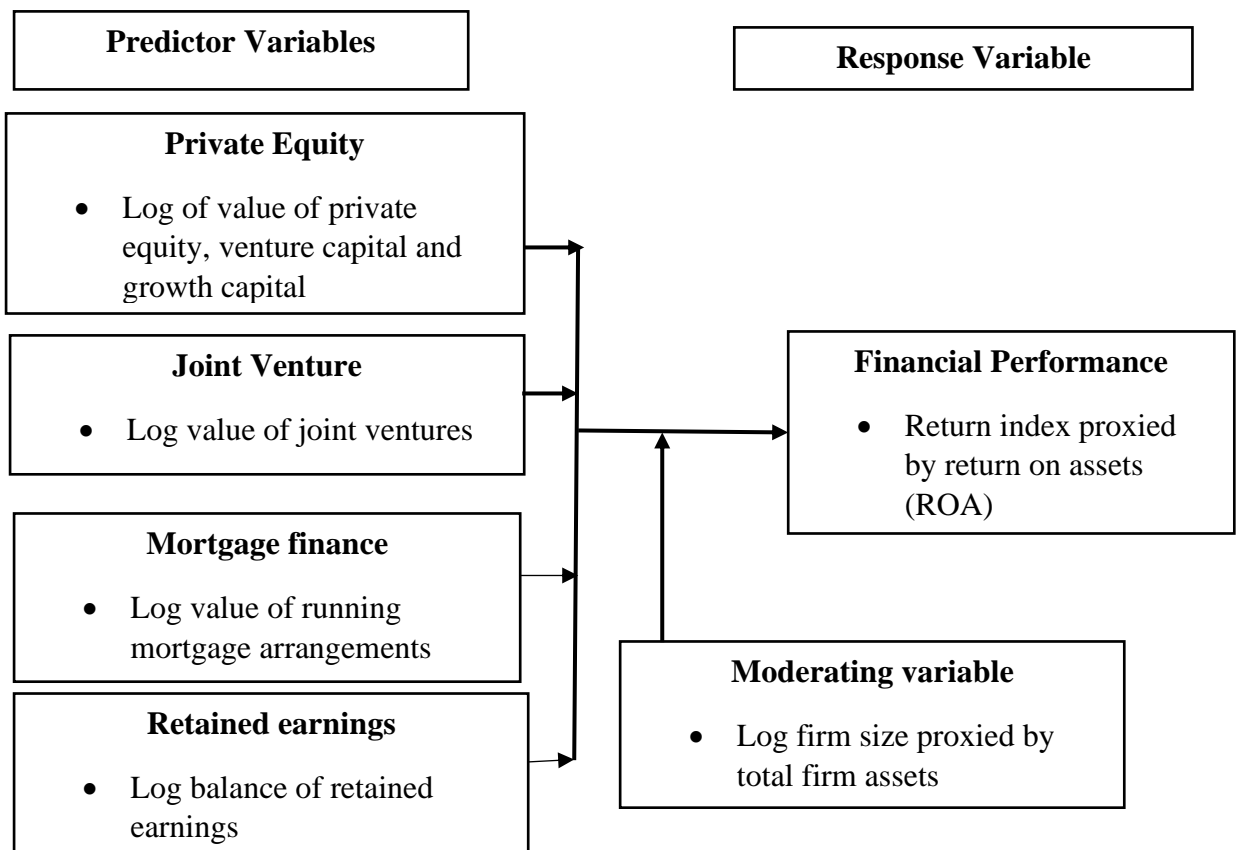 Predictor Variables
Response Variable
Private Equity
• Log of value of private
equity, venture capital and
growth capital
Joint Venture
• Log value of joint ventures
Mortgage finance
• Log value of running
mortgage arrangements
Retained earnings
• Log balance of retained
earnings
Financial Performance
• Return index proxied
by return on assets
(ROA)
Moderating variable
• Log firm size proxied by
total firm assets